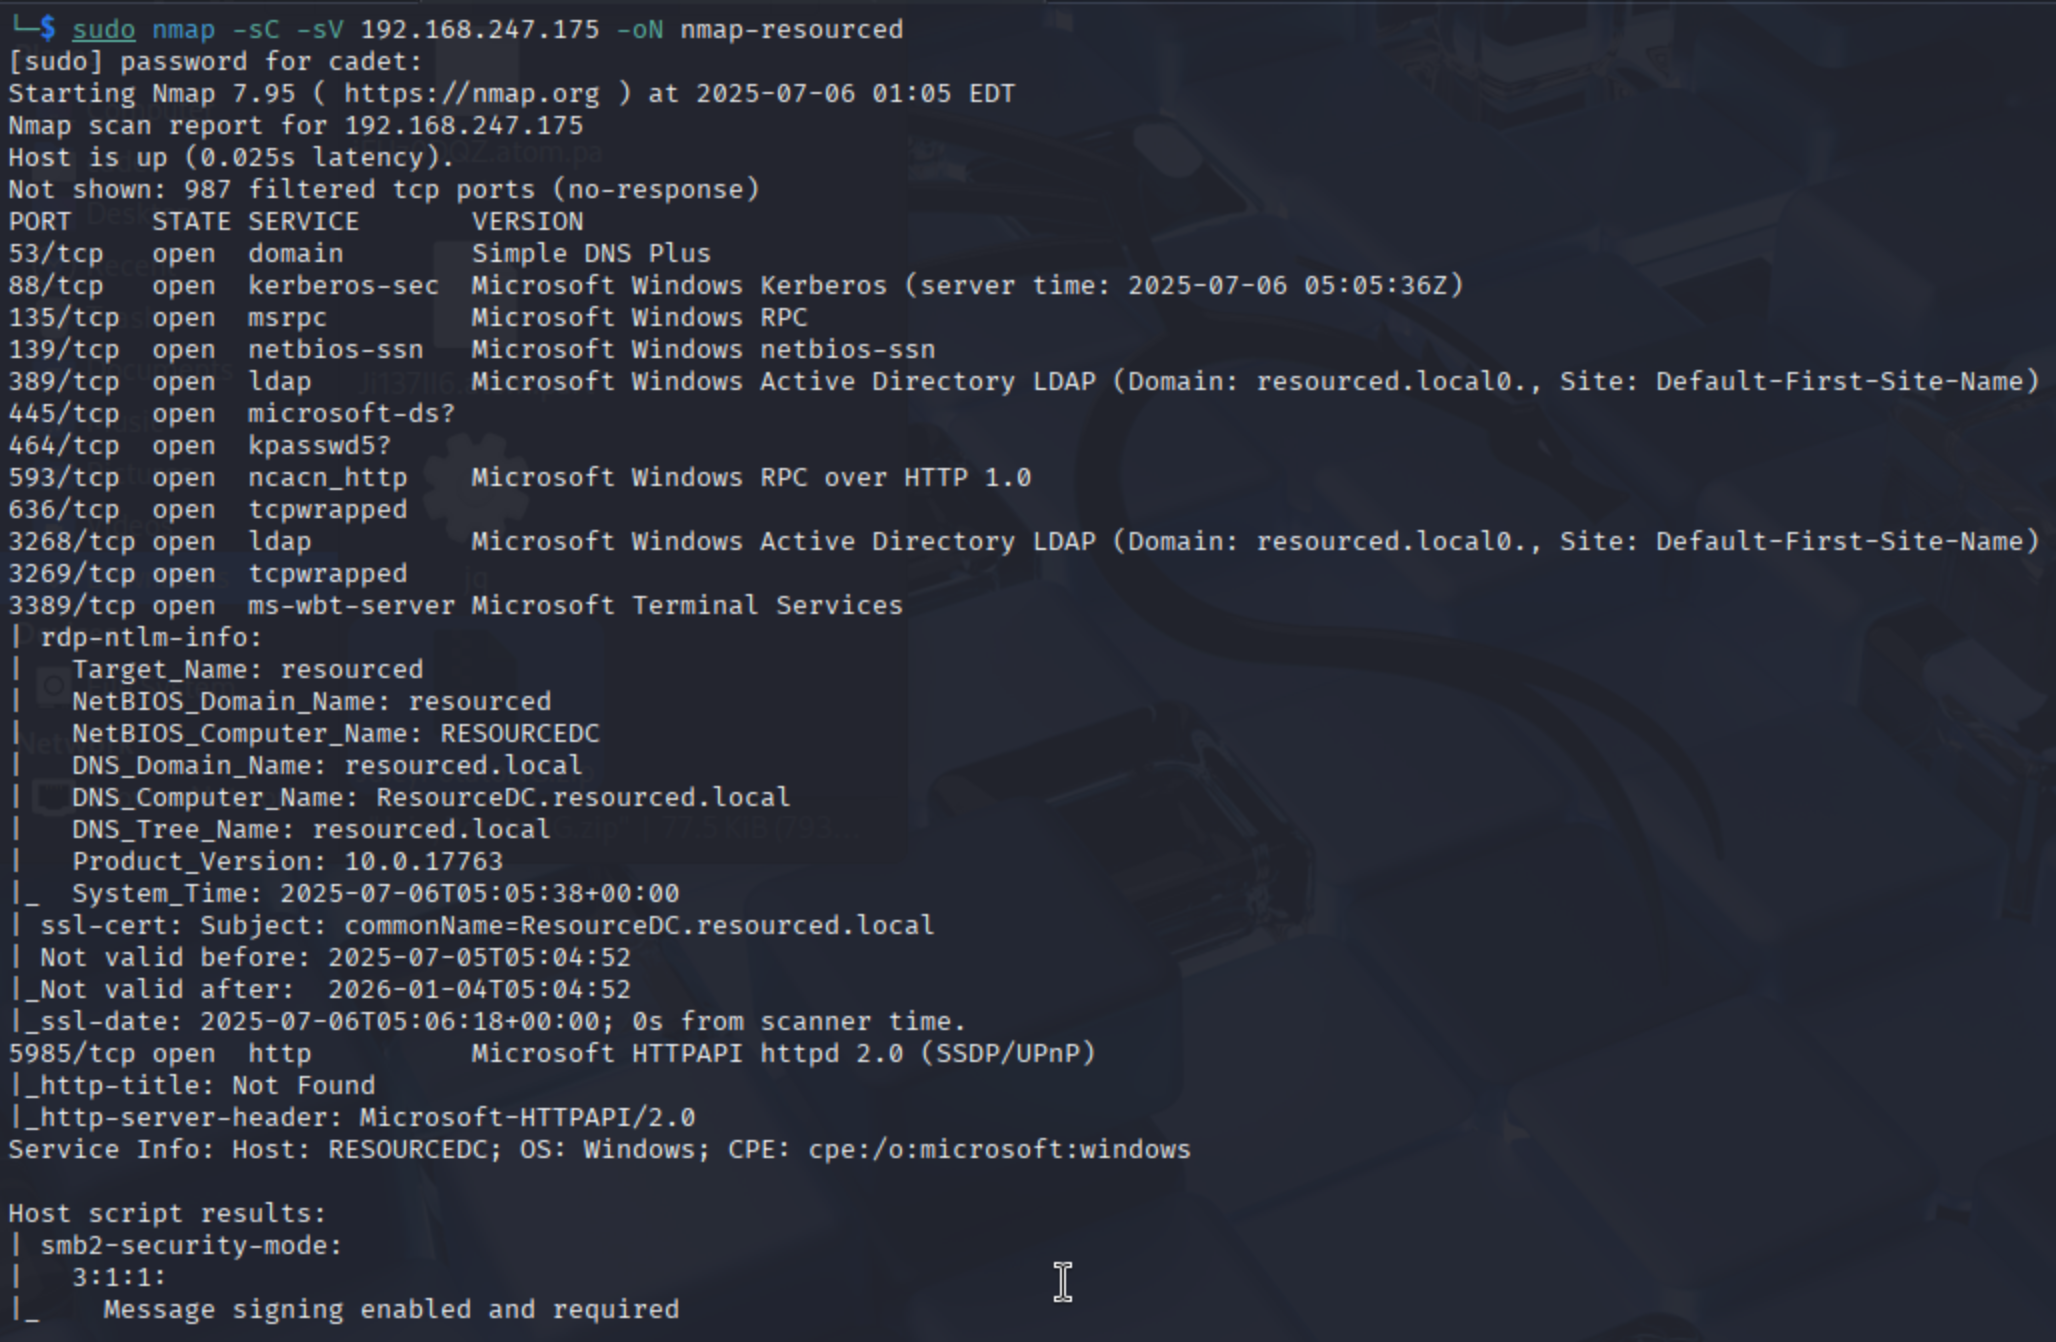 └─$ sudo nmap -sC -sV 192.168.247.175 -oN nmap-resourced
[sudo] password for cadet:
Starting Nmap 7.95 ( https://nmap.org ) at 2025-07-06 01:05 EDT
Nmap scan report for 192.168.247.175
Host is up (0.025s latency).
Not shown: 987 filtered tcp ports (no-response)
PORT     STATE SERVICE       VERSION
53/tcp   open  domain        Simple DNS Plus
88/tcp   open  kerberos-sec  Microsoft Windows Kerberos (server time: 2025-07-06 05:05:36Z)
135/tcp  open  msrpc         Microsoft Windows RPC
139/tcp  open  netbios-ssn   Microsoft Windows netbios-ssn
389/tcp  open  ldap          Microsoft Windows Active Directory LDAP (Domain: resourced.local0., Site: Default-First-Site-Name)
445/tcp  open  microsoft-ds?
464/tcp  open  kpasswd5?
593/tcp  open  ncacn_http    Microsoft Windows RPC over HTTP 1.0
636/tcp  open  tcpwrapped
3268/tcp open  ldap          Microsoft Windows Active Directory LDAP (Domain: resourced.local0., Site: Default-First-Site-Name)
3269/tcp open  tcpwrapped
3389/tcp open  ms-wbt-server Microsoft Terminal Services
| rdp-ntlm-info:
|   Target_Name: resourced
|   NetBIOS_Domain_Name: resourced
|   NetBIOS_Computer_Name: RESOURCEDC
|   DNS_Domain_Name: resourced.local
|   DNS_Computer_Name: ResourceDC.resourced.local
|   DNS_Tree_Name: resourced.local
|   Product_Version: 10.0.17763
|_  System_Time: 2025-07-06T05:05:38+00:00
| ssl-cert: Subject: commonName=ResourceDC.resourced.local
| Not valid before: 2025-07-05T05:04:52
|_Not valid after:  2026-01-04T05:04:52
|_ssl-date: 2025-07-06T05:06:18+00:00; 0s from scanner time.
5985/tcp open  http          Microsoft HTTPAPI httpd 2.0 (SSDP/UPnP)
|_http-title: Not Found
|_http-server-header: Microsoft-HTTPAPI/2.0
Service Info: Host: RESOURCEDC; OS: Windows; CPE: cpe:/o:microsoft:windows

Host script results:
| smb2-security-mode:
|   3:1:1:
|_    Message signing enabled and required